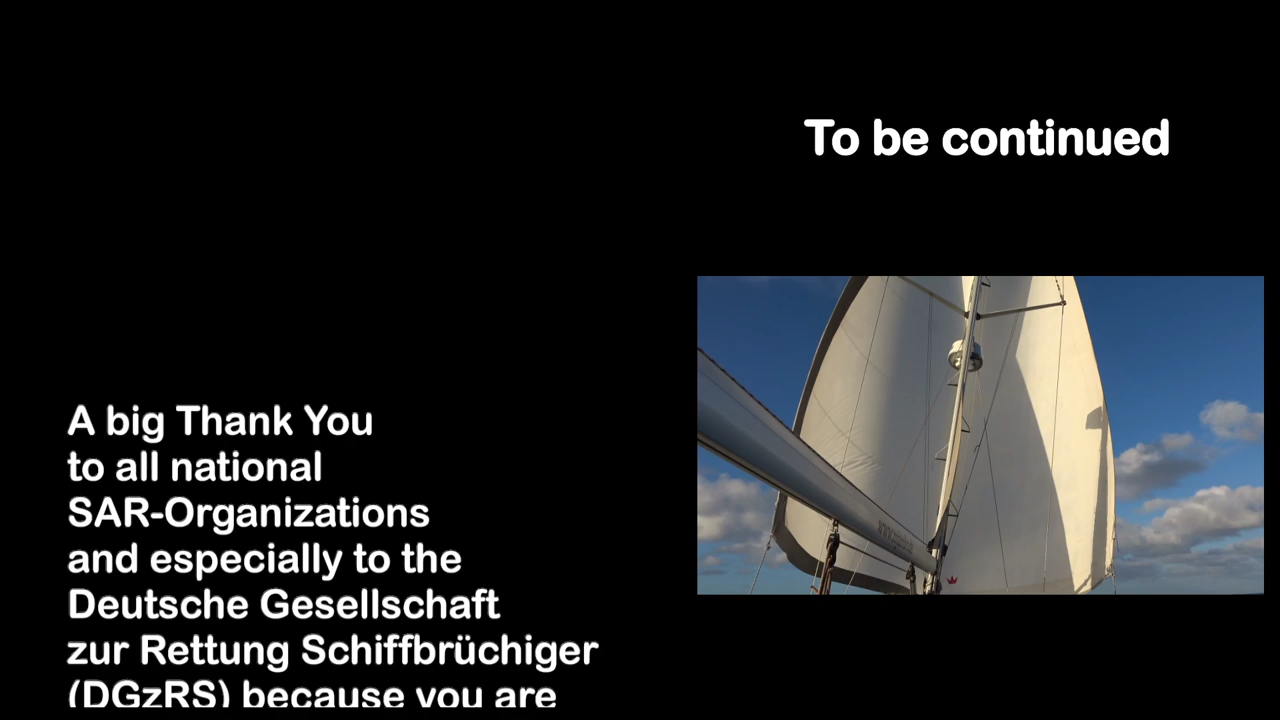 To be continued
A big Thank You
to all national
SAR-Organizations
and especially to the
Deutsche Gesellschaft
zur Rettung Schiffbrüchiger
(DGzRS) because you are